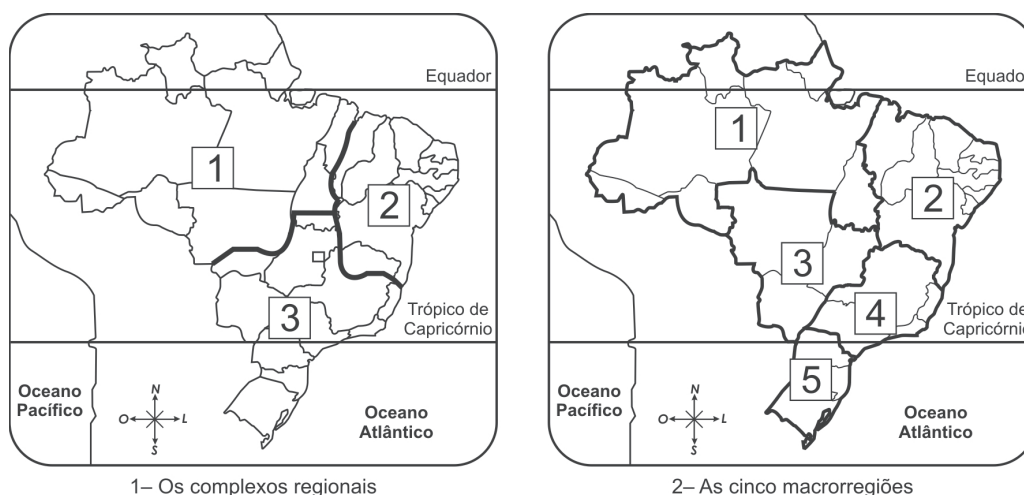 Equador
1
2
3
Trópico de
Capricórnio
Oceano
Pacífico
N
O
L
S
Oceano
Atlântico
1– Os complexos regionais
Equado
1
2
3
4
5
Trópico de
Capricórnio
Oceano
Pacífico
N
O
L
S
Oceano
Atlântico
2– As cinco macrorregiões